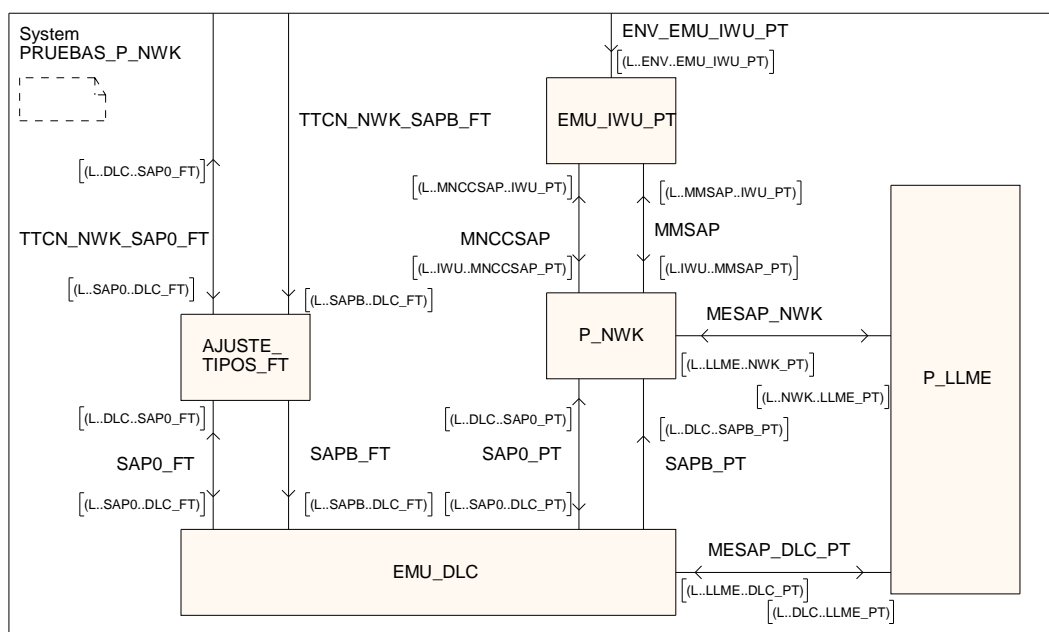 System
PRUEBAS_P_NWK
ENV_EMU_IWU_PT
[(L..ENV..EMU_IWU_PT)]
TTCN_NWK_SAPB_FT
EMU_IWU_PT
[(L..DLC..SAP0_FT)]
[(L..MNCCSAP..IWU_PT)]
[(L..MMSAP..IWU_PT)]
TTCN_NWK_SAP0_FT
MNCCSAP
MMSAP
[(L..IWU..MNCCSAP_PT)]
[(L.IWU..MMSAP_PT)]
[(L..SAP0..DLC_FT)]
[(L..SAPB..DLC_FT)]
MESAP_NWK
AJUSTE_
TIPOS_FT
P_NWK
[(L..LLME..NWK_PT)]
P_LLME
[(L..NWK..LLME_PT)]
[(L..DLC..SAP0_FT)]
[(L..DLC..SAP0_PT)]
[(L..DLC..SAPB_PT)]
SAP0_FT
SAPB_FT
SAP0_PT
SAPB_PT
[(L..SAP0..DLC_FT)]
[(L..SAPB..DLC_FT)]
[(L..SAP0..DLC_PT)]
MESAP_DLC_PT
EMU_DLC
[(L..LLME..DLC_PT)]
[(L..DLC..LLME_PT)]